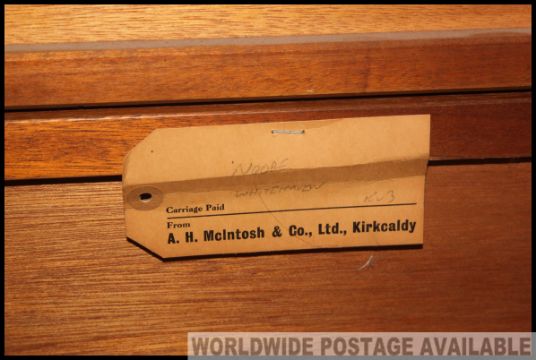 Carriage Paid
From
A. H. McIntosh & Co., Ltd., Kirkcaldy
WORLDWIDE POSTAGE AVAILABLE